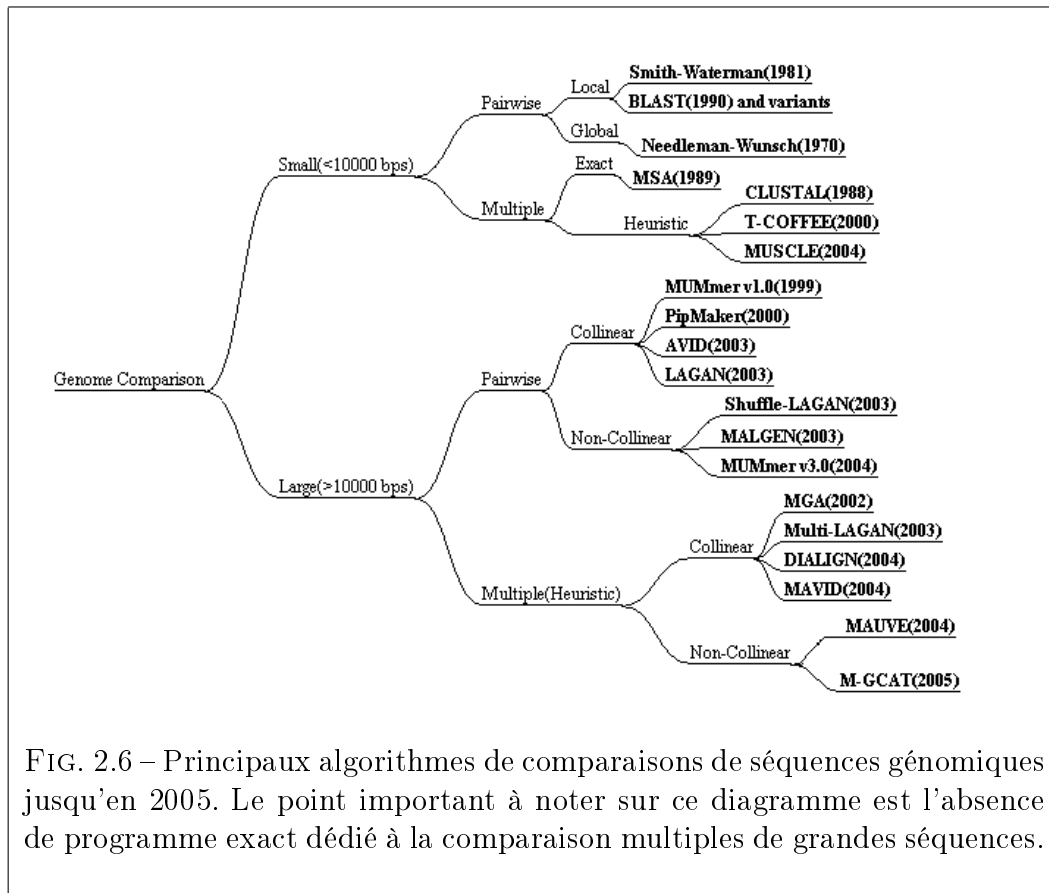 Smith-Waterman(1981)
Local
BLAST(1990) and variants
Pairwise
Global
Needleman-Wunsch(1970)
Small(<10000 bps)
Exact
MSA(1989)
CLUSTAL(1988)
Multiple
Heuristic
T-COFFEE(2000)
MUSCLE(2004)
MUMmer v1.0(1999)
PipMaker(2000)
Collinear
AVID(2003)
LAGAN(2003)
Genome Comparison
Pairwise
Shuffle-LAGAN(2003)
Non-Collinear
MALGEN(2003)
MUMmer v3.0(2004)
Large(>10000 bps)
MGA(2002)
Multi-LAGAN(2003)
Collinear
DIALIGN(2004)
MAVID(2004)
Multiple(Heuristic)
MAUVE(2004)
Non-Collinear
M-GCAT(2005)
FIG. 2.6 – Principaux algorithmes de comparaisons de séquences génomiques
jusqu'en 2005. Le point important à noter sur ce diagramme est l'absence
de programme exact dédié à la comparaison multiples de grandes séquences.